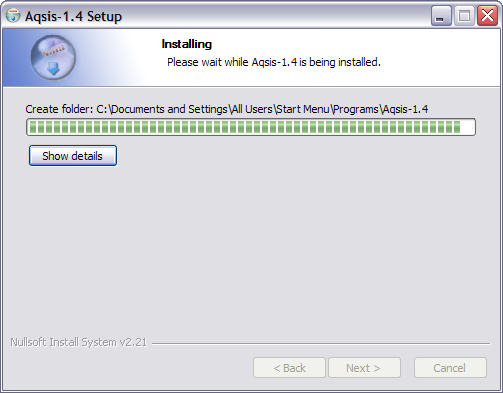 Aqsis-1.4 Setup
Installing
Please wait while Aqsis-1.4 is being installed.
Create folder: C:\Documents and Settings\All Users\Start Menu\Programs\Aqsis-1.4
Show details
Nullsoft Install System v2.21
< Back Next > Cancel